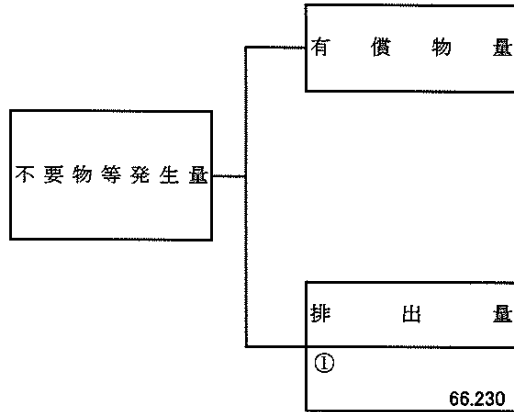 有償物量
不要物等発生量
排出量
①
66.230